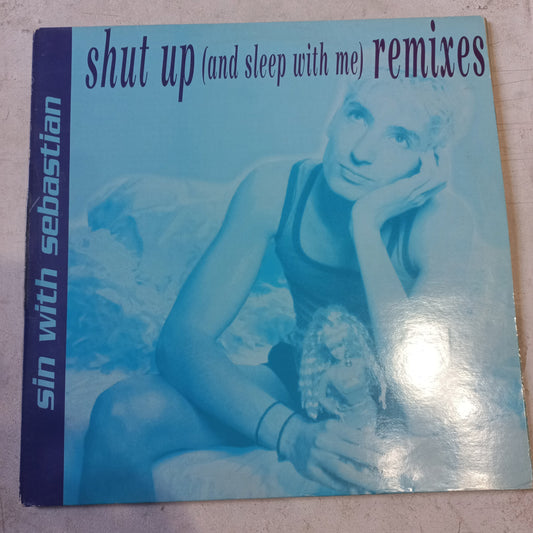 shut up (and sleep with me) remixes
sin with sebastian